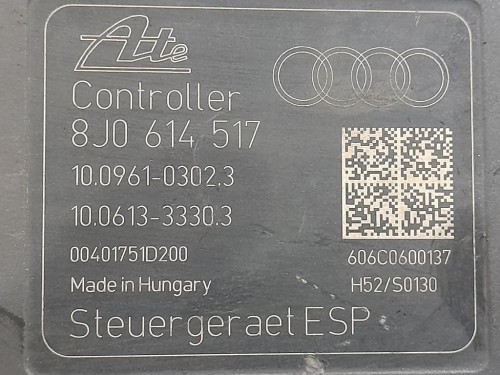 Ate
Controller
8J0 614 517
10.0961-0302.3
10.0613-3330.3
00401751D200
606C0600137
Made in Hungary
H52/S0130
Steuergeraet ESP